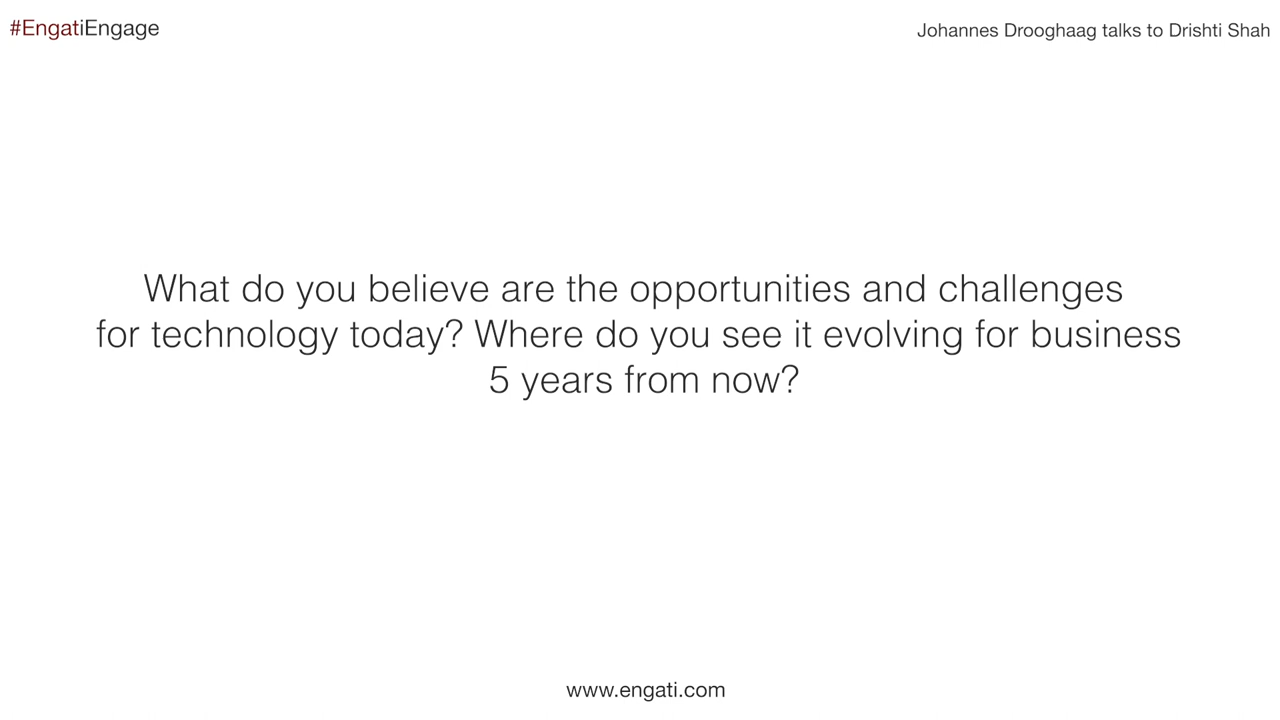 #EngatiEngage
Johannes Drooghaag talks to Drishti Shah
What do you believe are the opportunities and challenges
for technology today? Where do you see it evolving for business
5 years from now?
www.engati.com